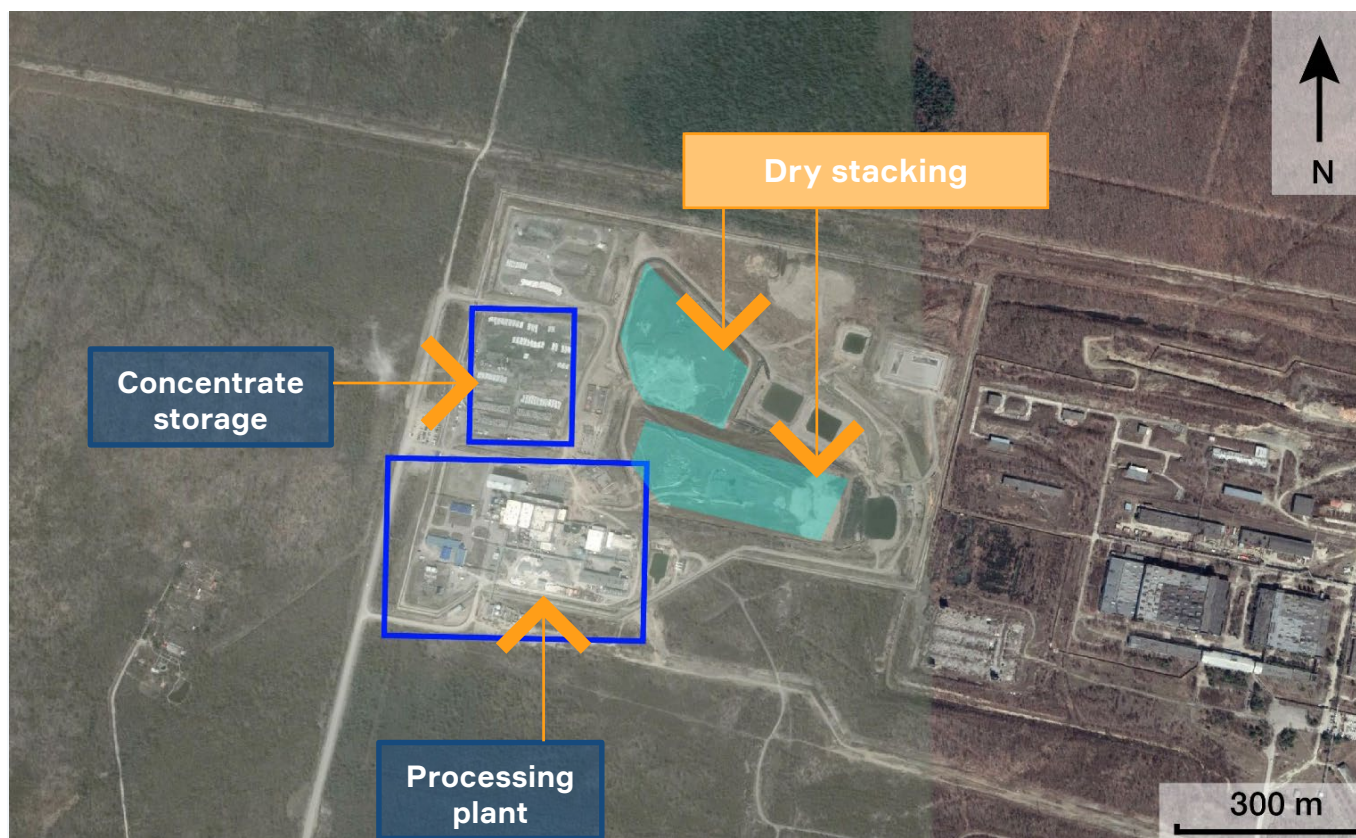 N
Dry stacking
Concentrate
storage
Processing
plant
300 m